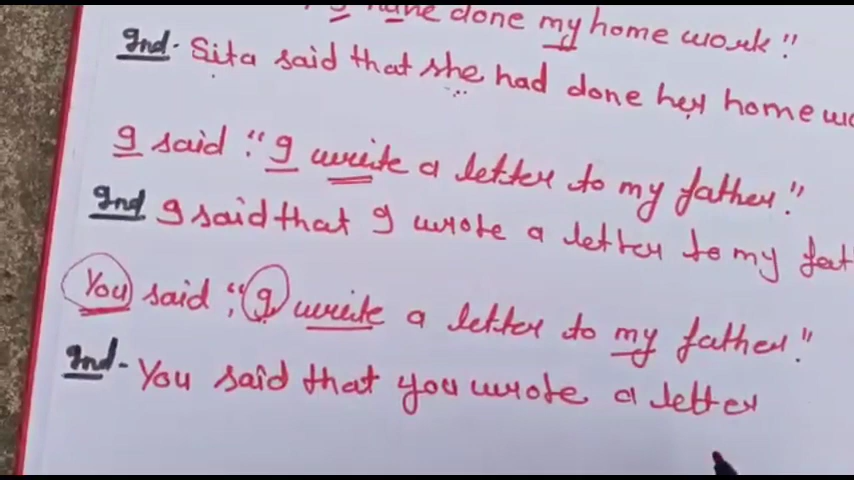 I have done my home work"
Ind. Sita said that she had done her home
I said "I write a letter to my father."
Ind I said that I wrote a letter to my
You said, "I write a letter to my father."
Ind- You said that you wrote a letter